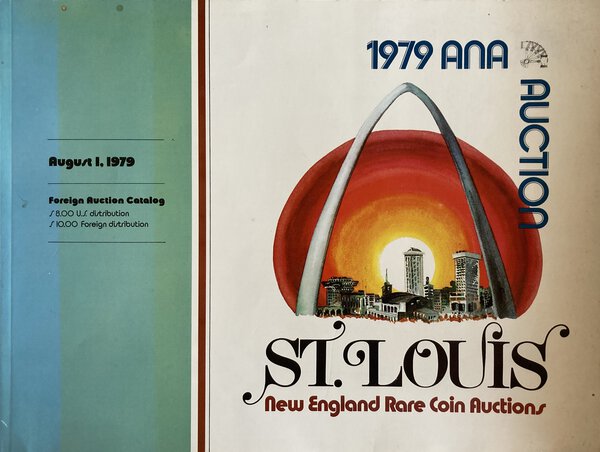 August 1, 1979
Foreign Auction Catalog
$ 8.00 U.S. distribution
$ 10.00 Foreign distribution
1979 ANA
AUCTION
ST. LOUIS
New England Rare Coin Auctions